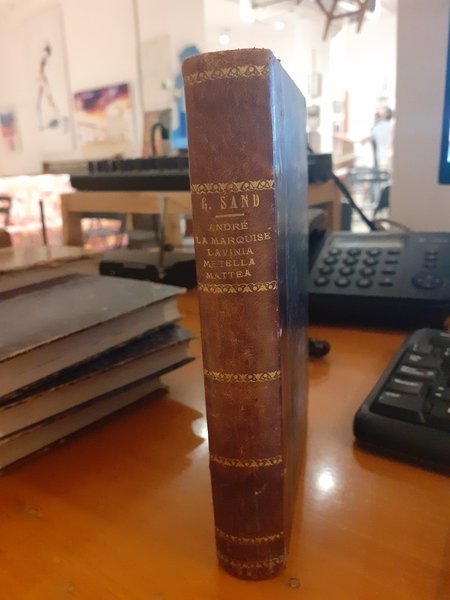 G. SAND
ANDRÉ
LA MARQUISE
LAVINIA
METELLA
MATTEA